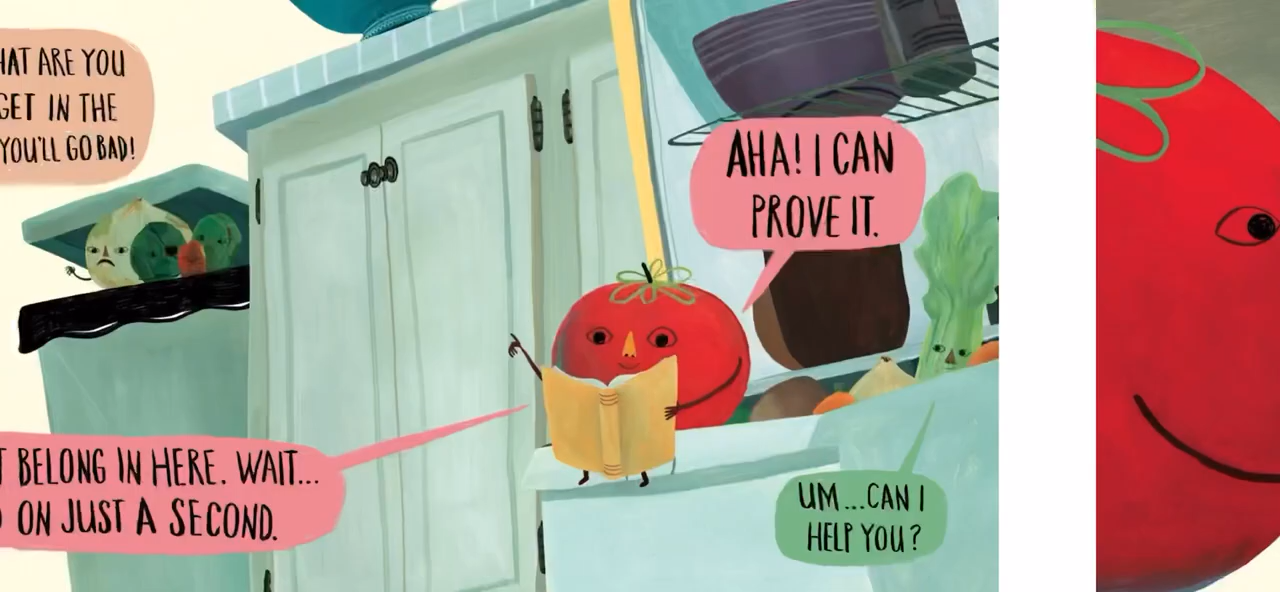 ARE YOU
GET IN THE
YOU'LL GO BAD!
AHA! I CAN
PROVE IT.
BELONG IN HERE. WAIT...
ON JUST A SECOND.
UM...CAN I
HELP YOU?